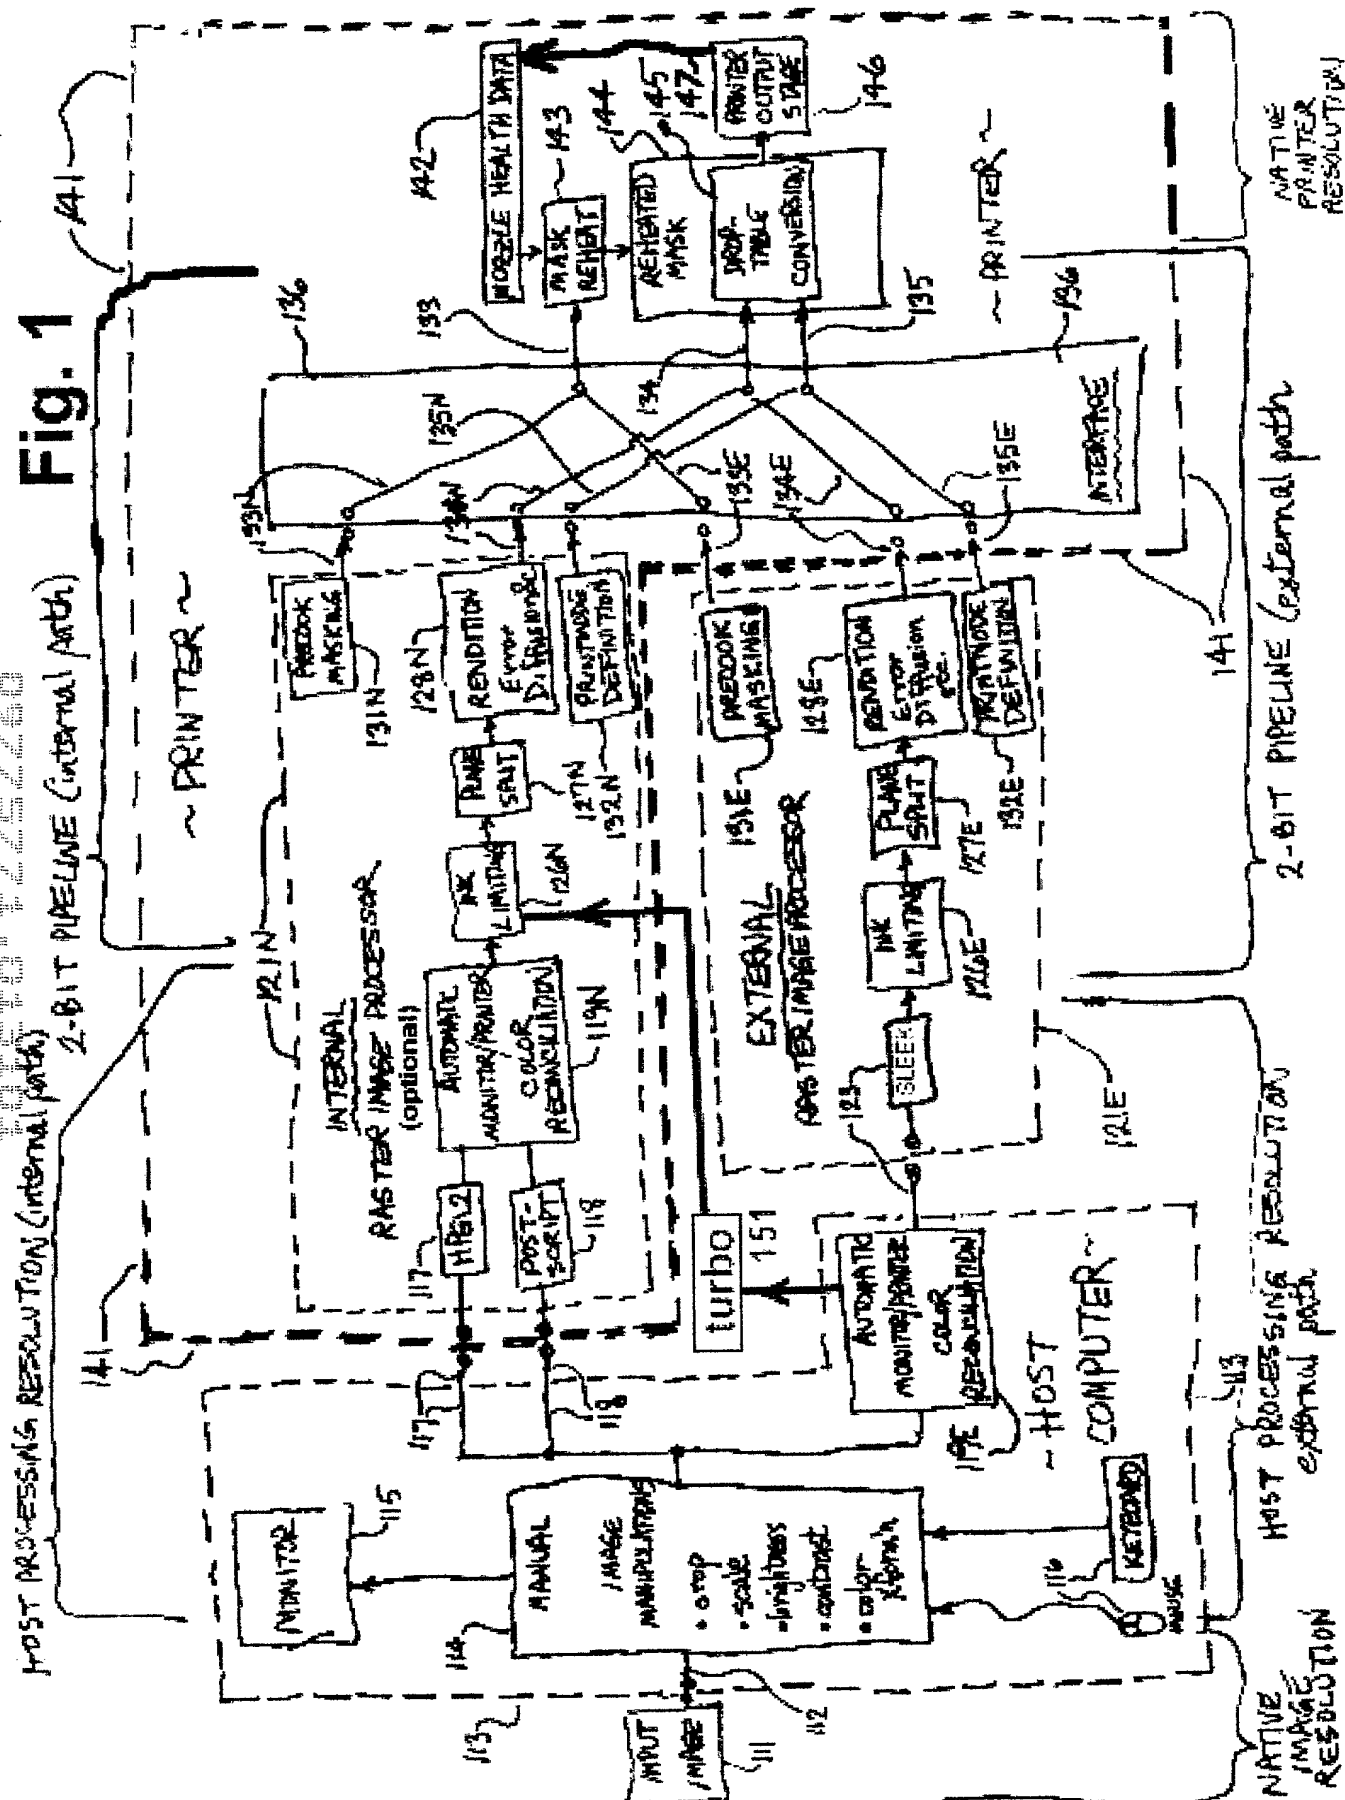 Fig. 1
HOST PROCESSING RESOLUTION (internal path)
2-BIT PIPELINE (internal path)
141
141
~ PRINTER ~
121N
INTERNAL
RASTER IMAGE PROCESSOR
(optional)
117
HPGL2
POST-
SCRIPT
118
AUTOMATIC
MONITOR/PRINTER
COLOR
RECONCILIATION
119N
INK
LIMITING
126N
PLANE
SPLIT
127N
RENDITION
Error
128N
PRINTMODE
DEFINITION
132N
PRECOOK
MASKING
131N
133N
134N
135N
136
133
134
135
133E
134E
135E
INTERFACE
136
NOZZLE HEALTH DATA
142
MASK
REHEAT
143
REHEATED
MASK
144
DROP-
TABLE
CONVERSION
145
147
PRINTER
OUTPUT
STAGE
146
~ PRINTER ~
NATIVE
PRINTER
RESOLUTION
141
MONITOR
115
113
INPUT
IMAGE
111
112
114
MANUAL
IMAGE
MANIPULATIONS
• scale
• brightness
• contrast
KEYBOARD
116
MOUSE
117
118
turbo
151
AUTOMATIC
MONITOR/PRINTER
COLOR
RECONCILIATION
119E
~ HOST
COMPUTER ~
113
123
EXTERNAL
RASTER IMAGE PROCESSOR
121E
INK
LIMITING
126E
PLANE
SPLIT
127E
RENDITION
Error
Diffusion
etc.
128E
PRINTMODE
DEFINITION
132E
PRECOOK
MASKING
131E
NATIVE
IMAGE
RESOLUTION
HOST PROCESSING RESOLUTION
external path
2-BIT PIPELINE (external path)
141